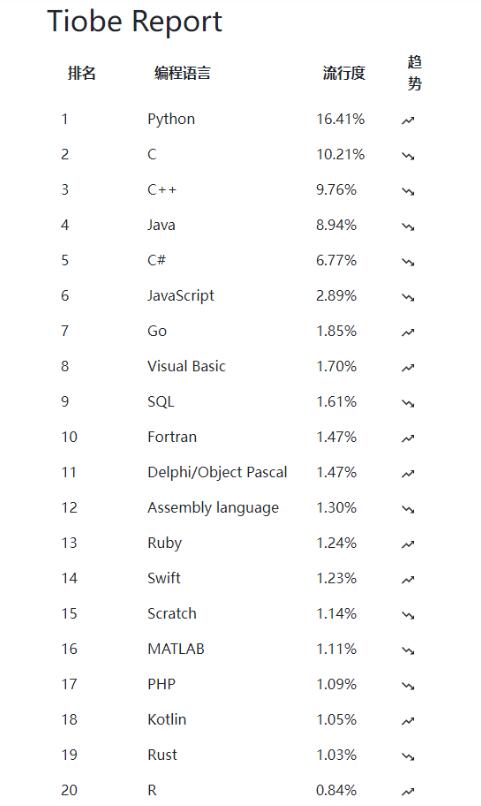 Tiobe Report
排名 编程语言 流行度 趋势
1 Python 16.41%
2 C 10.21%
3 C++ 9.76%
4 Java 8.94%
5 C# 6.77%
6 JavaScript 2.89%
7 Go 1.85%
8 Visual Basic 1.70%
9 SQL 1.61%
10 Fortran 1.47%
11 Delphi/Object Pascal 1.47%
12 Assembly language 1.30%
13 Ruby 1.24%
14 Swift 1.23%
15 Scratch 1.14%
16 MATLAB 1.11%
17 PHP 1.09%
18 Kotlin 1.05%
19 Rust 1.03%
20 R 0.84%